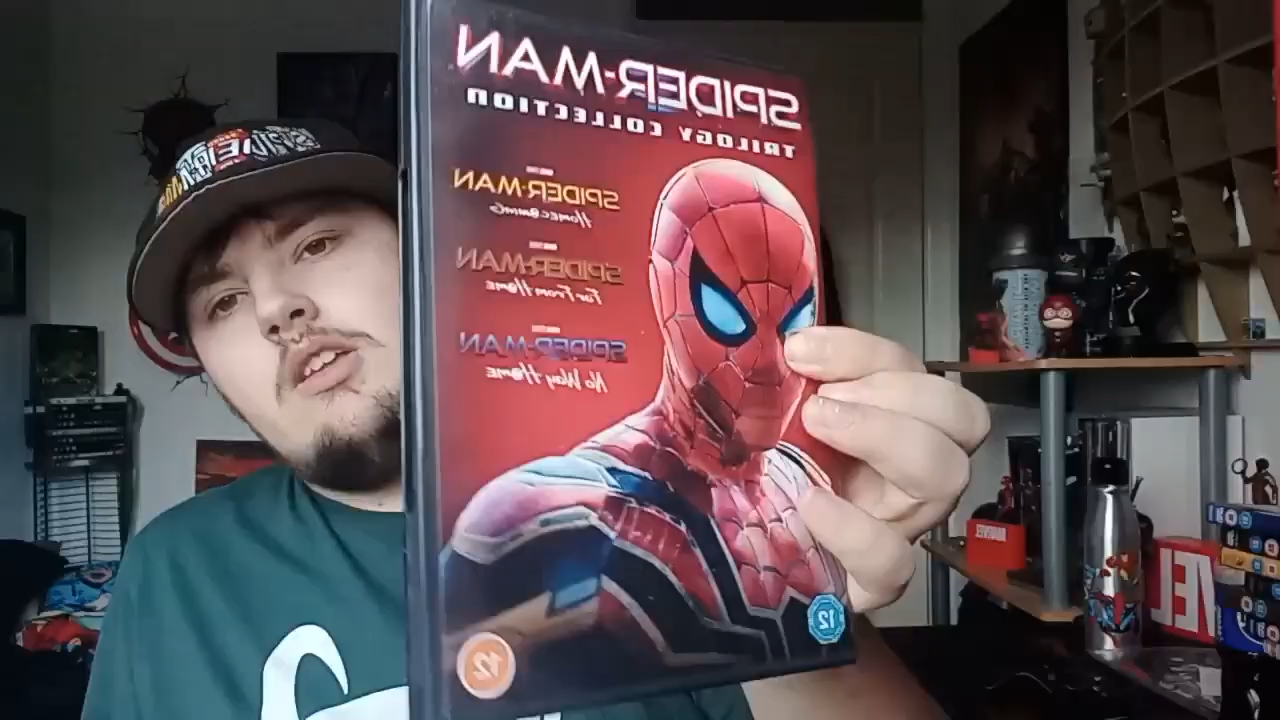 SPIDER-MAN
TRILOGY COLLECTION
SPIDER-MAN
Homecoming
SPIDER-MAN
Far From Home
SPIDER-MAN
No Way Home
12
12
MARVEL